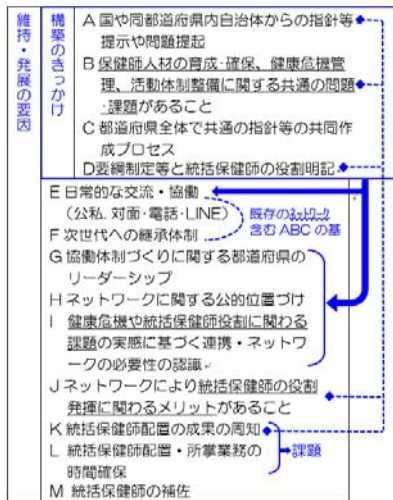 維持・発展の要因
構築のきっかけ
A 国や同都道府県内自治体からの指針等
提示や問題提起
B 保健師人材の育成・確保、健康危機管
理、活動体制整備に関する共通の問題
・課題があること
C 都道府県全体で共通の指針等の共同作
成プロセス
D要綱制定等と統括保健師の役割明記
E 日常的な交流・協働
(公私. 対面・電話・LINE)
F 次世代への継承体制
既存のネットワーク
含む ABC の基
G 協働体制づくりに関する都道府県の
リーダーシップ
H ネットワークに関する公的位置づけ
I 健康危機や統括保健師役割に関わる
課題の実感に基づく連携・ネットワ
ークの必要性の認識
J ネットワークにより統括保健師の役割
発揮に関わるメリットがあること
K 統括保健師配置の成果の周知
L 統括保健師配置・所掌業務の
時間確保
課題
M 統括保健師の補佐